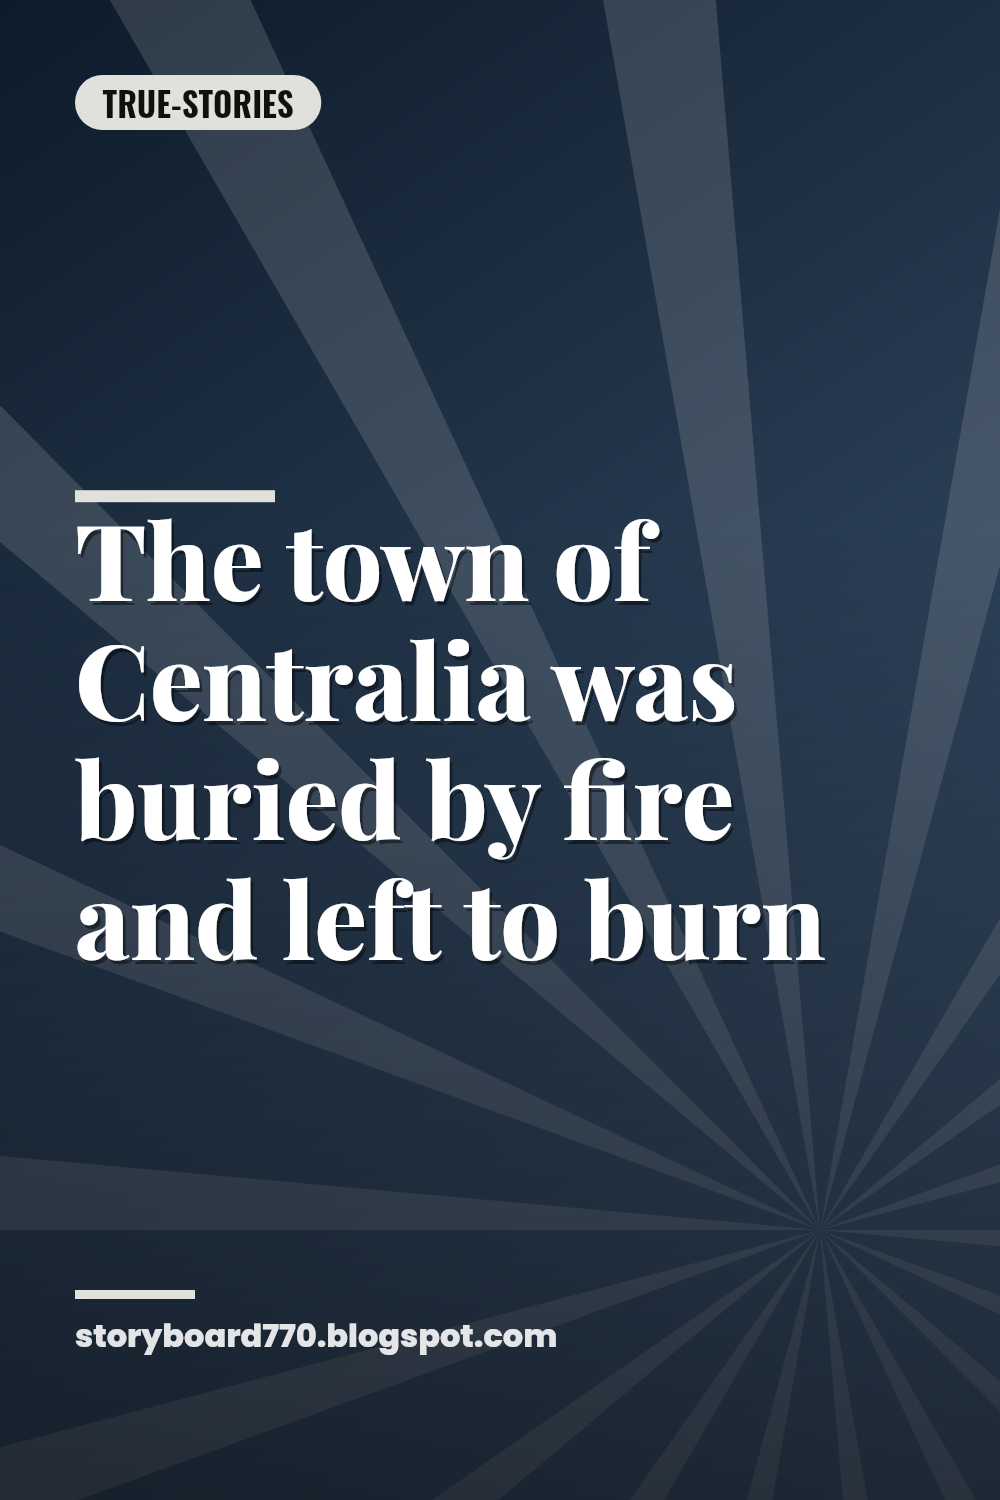 TRUE-STORIES
The town of
Centralia was
buried by fire
and left to burn
storyboard770.blogspot.com